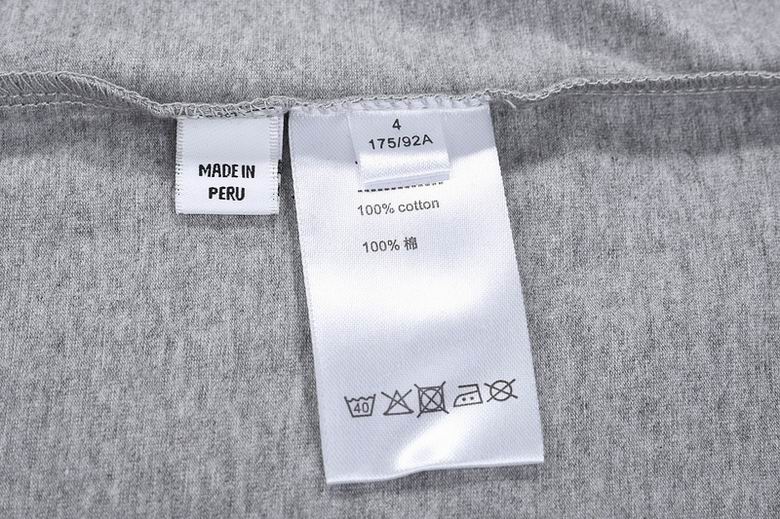 MADE IN
PERU
4
175/92A
100% cotton
100% 棉
40